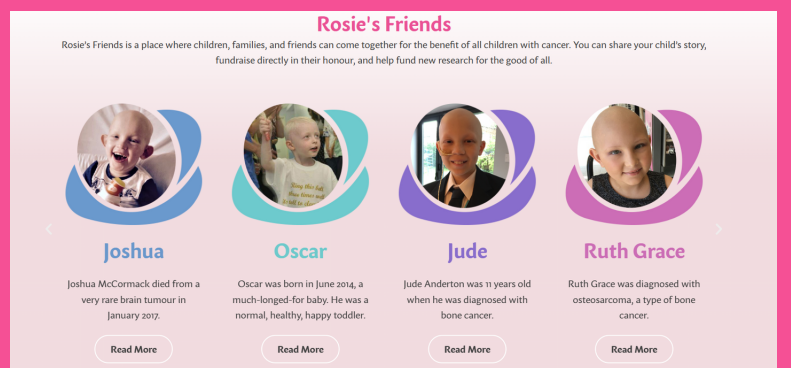 Rosie's Friends
Rosie's Friends is a place where children, families, and friends can come together for the benefit of all children with cancer. You can share your child's story,
fundraise directly in their honour, and help fund new research for the good of all.
Joshua
Joshua McCormack died from a
very rare brain tumour in
January 2017.
Read More
Oscar
Oscar was born in June 2014, a
much-longed-for baby. He was a
normal, healthy, happy toddler.
Read More
Jude
Jude Anderton was 11 years old
when he was diagnosed with
bone cancer.
Read More
Ruth Grace
Ruth Grace was diagnosed with
osteosarcoma, a type of bone
cancer.
Read More